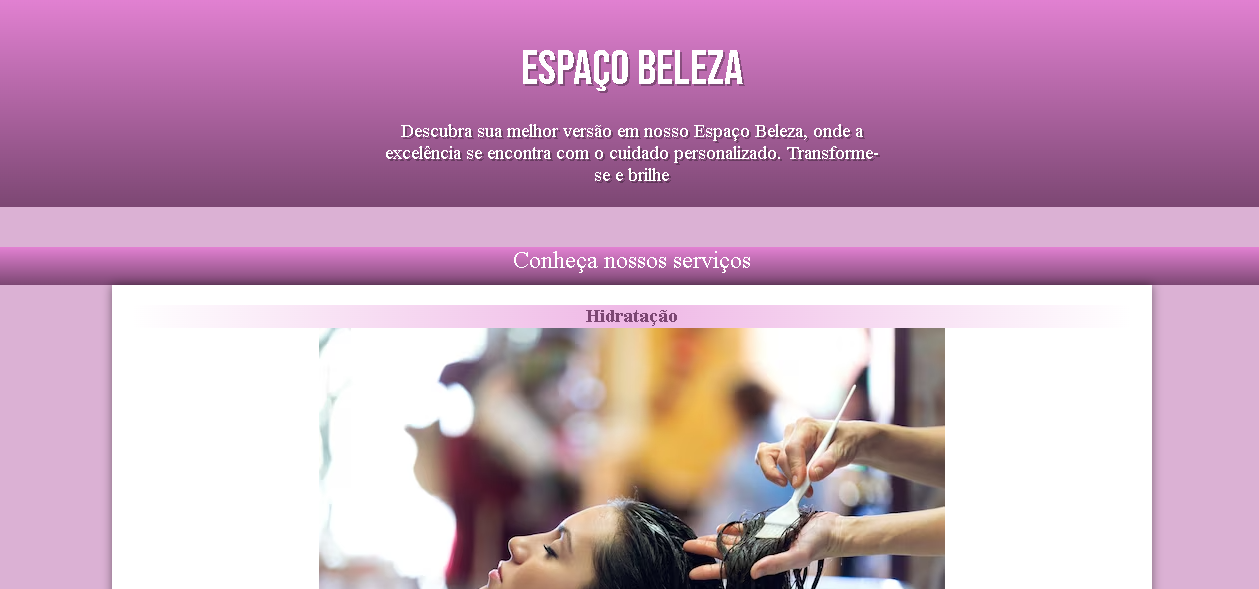 ESPAÇO BELEZA
Descubra sua melhor versão em nosso Espaço Beleza, onde a
excelência se encontra com o cuidado personalizado. Transforme-
se e brilhe
Conheça nossos serviços
Hidratação